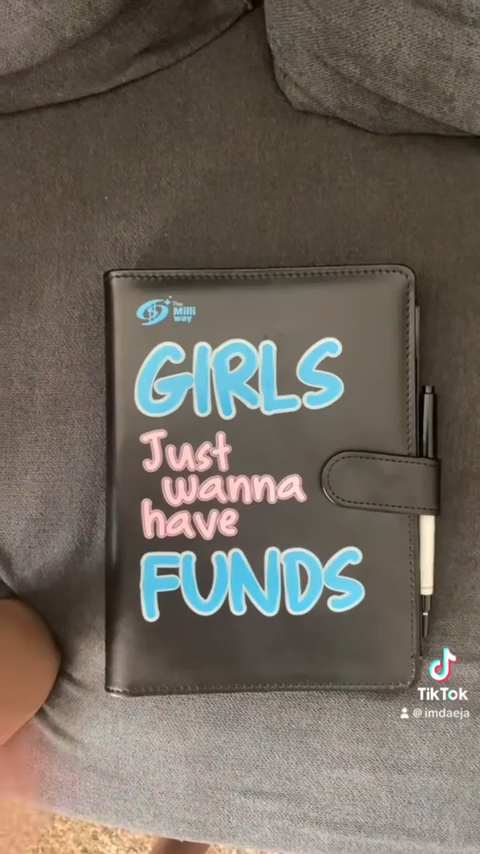 The
Milli
way
GIRLS
Just
wanna
have
FUNDS
TikTok
@imdaeja